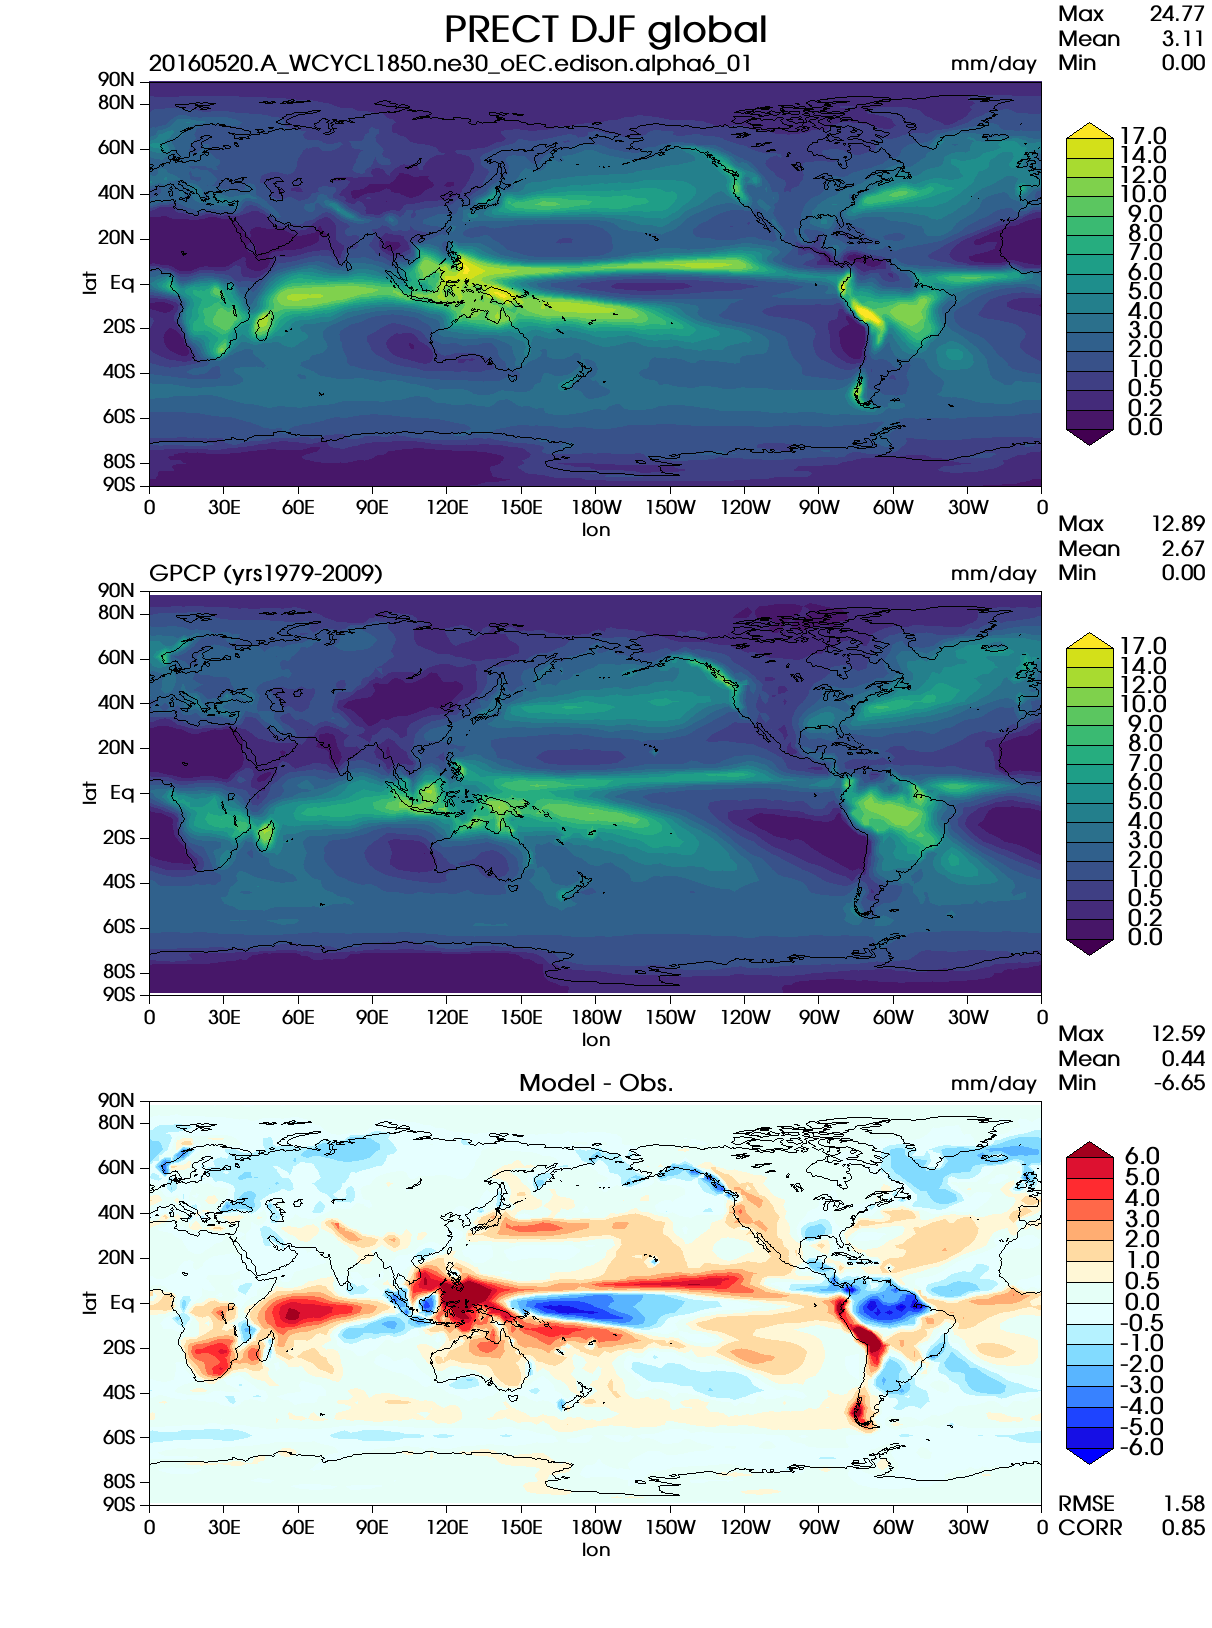 PRECT DJF global
Max 24.77
Mean 3.11
Min 0.00
20160520.A_WCYCL1850.ne30_oEC.edison.alpha6_01 mm/day
90N
80N
60N
40N
20N
Eq
20S
40S
60S
80S
90S
lat
0 30E 60E 90E 120E 150E 180W 150W 120W 90W 60W 30W 0
lon
17.0
14.0
12.0
10.0
9.0
8.0
7.0
6.0
5.0
4.0
3.0
2.0
1.0
0.5
0.2
0.0
Max 12.89
Mean 2.67
Min 0.00
GPCP (yrs1979-2009) mm/day
90N
80N
60N
40N
20N
Eq
20S
40S
60S
80S
90S
lat
0 30E 60E 90E 120E 150E 180W 150W 120W 90W 60W 30W 0
lon
17.0
14.0
12.0
10.0
9.0
8.0
7.0
6.0
5.0
4.0
3.0
2.0
1.0
0.5
0.2
0.0
Max 12.59
Mean 0.44
Min -6.65
Model - Obs. mm/day
90N
80N
60N
40N
20N
Eq
20S
40S
60S
80S
90S
lat
0 30E 60E 90E 120E 150E 180W 150W 120W 90W 60W 30W 0
lon
6.0
5.0
4.0
3.0
2.0
1.0
0.5
0.0
-0.5
-1.0
-2.0
-3.0
-4.0
-5.0
-6.0
RMSE 1.58
CORR 0.85